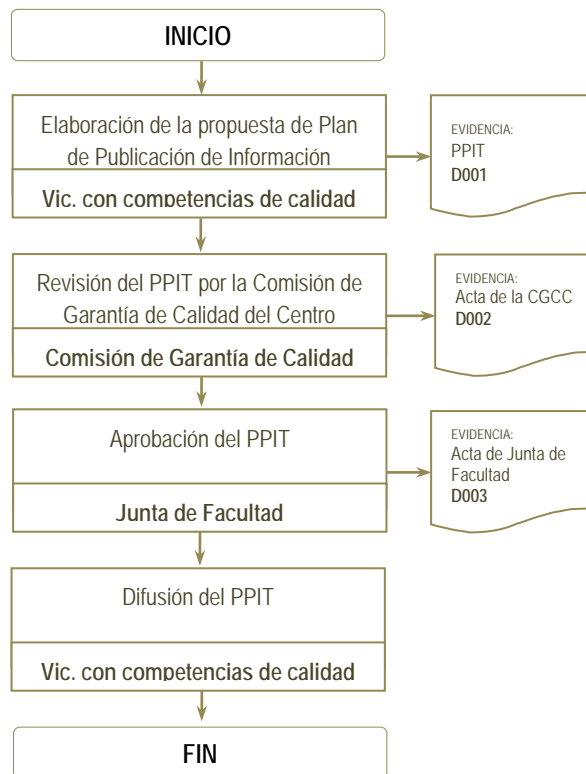 INICIO
Elaboración de la propuesta de Plan
de Publicación de Información
Vic. con competencias de calidad
EVIDENCIA:
PPIT
D001
Revisión del PPIT por la Comisión de
Garantía de Calidad del Centro
Comisión de Garantía de Calidad
EVIDENCIA:
Acta de la CGCC
D002
Aprobación del PPIT
Junta de Facultad
EVIDENCIA:
Acta de Junta de
Facultad
D003
Difusión del PPIT
Vic. con competencias de calidad
FIN